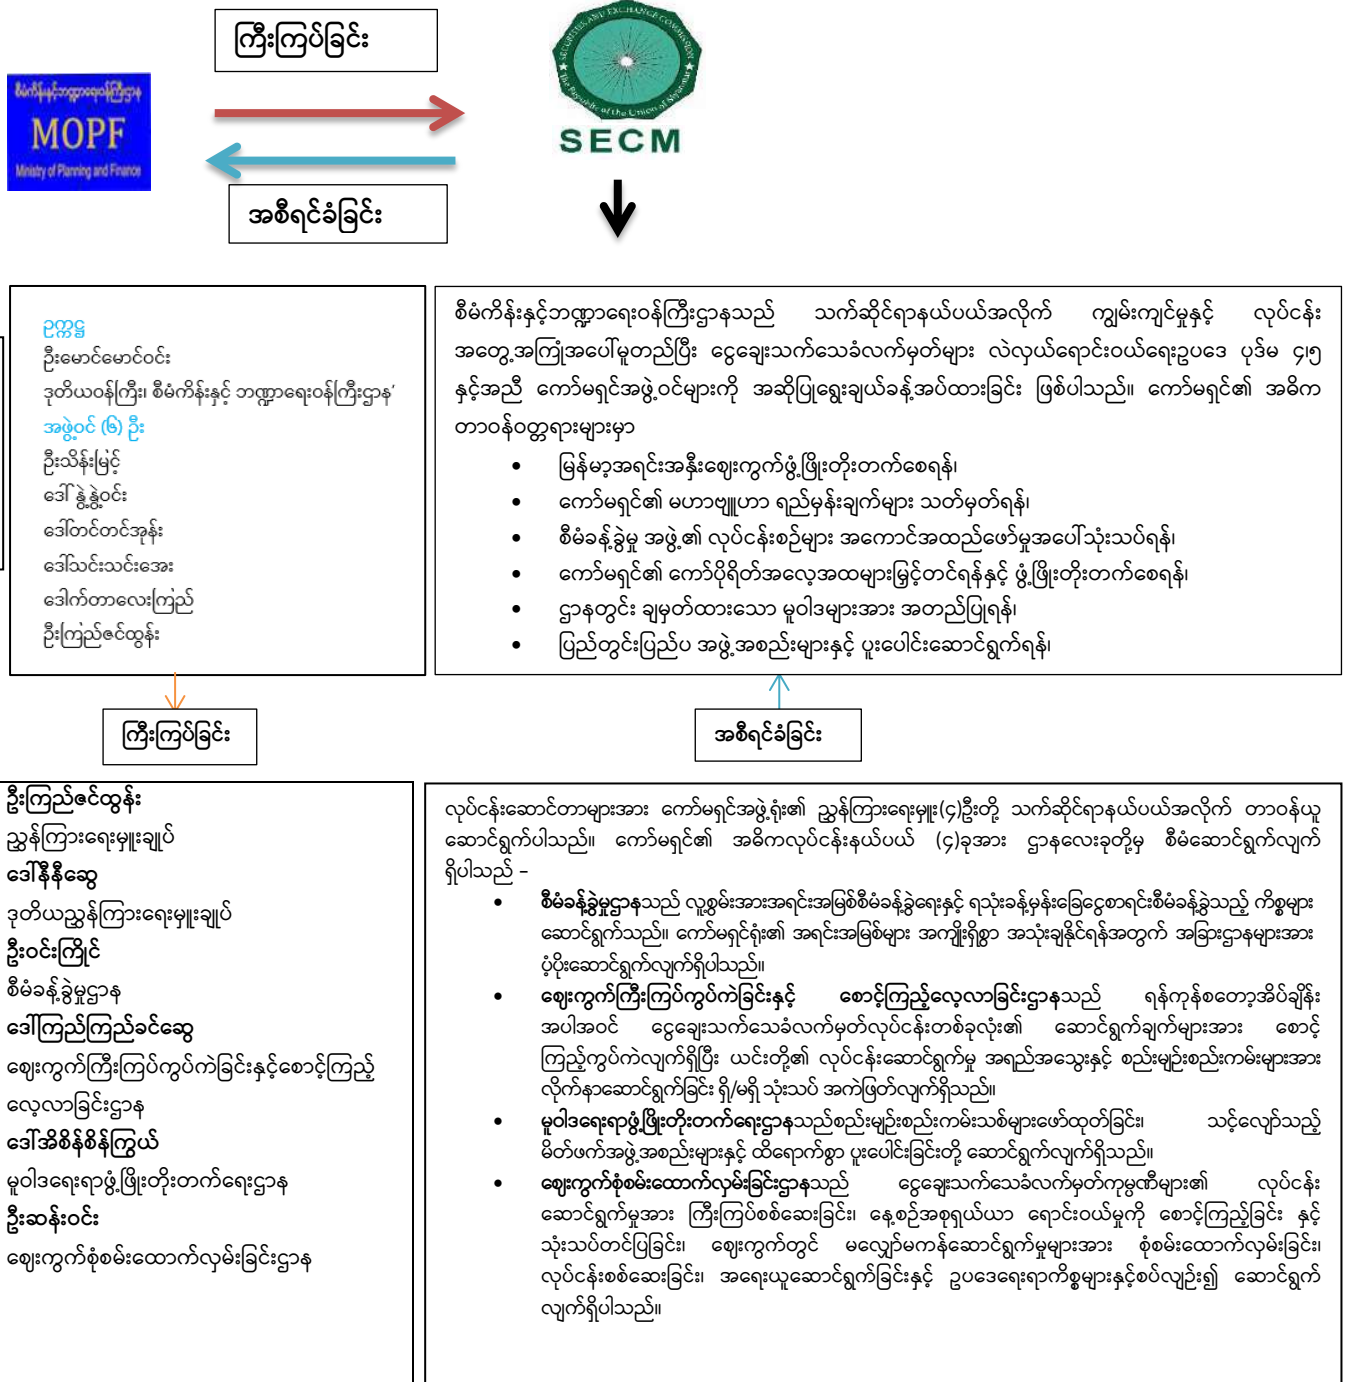 ကြီးကြပ်ခြင်း
SECURITIES AND EXCHANGE COMMISSION
The Republic of the Union of Myanmar
SECM
စီမံကိန်းနှင့်ဘဏ္ဍာရေးဝန်ကြီးဌာန
MOPF
Ministry of Planning and Finance
အစီရင်ခံခြင်း
ဥက္ကဋ္ဌ
ဦးမောင်မောင်ဝင်း
ဒုတိယဝန်ကြီး၊ စီမံကိန်းနှင့် ဘဏ္ဍာရေးဝန်ကြီးဌာန'
အဖွဲ့ဝင် (၆) ဦး
ဦးသိန်းမြင့်
ဒေါ် နွဲ့နွဲ့ဝင်း
ဒေါ်တင်တင်အုန်း
ဒေါ်သင်းသင်းအေး
ဒေါက်တာလေးကြည်
ဦးကြည်ဇင်ထွန်း
စီမံကိန်းနှင့်ဘဏ္ဍာရေးဝန်ကြီးဌာနသည် သက်ဆိုင်ရာနယ်ပယ်အလိုက် ကျွမ်းကျင်မှုနှင့် လုပ်ငန်း
အတွေ့အကြုံအပေါ်မူတည်ပြီး ငွေချေးသက်သေခံလက်မှတ်များ လဲလှယ်ရောင်းဝယ်ရေးဥပဒေ ပုဒ်မ ၄၊၅
နှင့်အညီ ကော်မရှင်အဖွဲ့ဝင်များကို အဆိုပြုရွေးချယ်ခန့်အပ်ထားခြင်း ဖြစ်ပါသည်။ ကော်မရှင်၏ အဓိက
တာဝန်ဝတ္တရားများမှာ
• မြန်မာ့အရင်းအနှီးဈေးကွက်ဖွံ့ဖြိုးတိုးတက်စေရန်၊
• ကော်မရှင်၏ မဟာဗျူဟာ ရည်မှန်းချက်များ သတ်မှတ်ရန်၊
• စီမံခန့်ခွဲမှု အဖွဲ့၏ လုပ်ငန်းစဉ်များ အကောင်အထည်ဖော်မှုအပေါ်သုံးသပ်ရန်၊
• ကော်မရှင်၏ ကော်ပိုရိတ်အလေ့အထများမြှင့်တင်ရန်နှင့် ဖွံ့ဖြိုးတိုးတက်စေရန်၊
• ဌာနတွင်း ချမှတ်ထားသော မူဝါဒများအား အတည်ပြုရန်၊
• ပြည်တွင်းပြည်ပ အဖွဲ့အစည်းများနှင့် ပူးပေါင်းဆောင်ရွက်ရန်၊
ကြီးကြပ်ခြင်း
အစီရင်ခံခြင်း
ဦးကြည်ဇင်ထွန်း
ညွှန်ကြားရေးမှူးချုပ်
ဒေါ်နီနီဆွေ
ဒုတိယညွှန်ကြားရေးမှူးချုပ်
ဦးဝင်းကြိုင်
စီမံခန့်ခွဲမှုဌာန
ဒေါ်ကြည်ကြည်ခင်ဆွေ
ဈေးကွက်ကြီးကြပ်ကွပ်ကဲခြင်းနှင့်စောင့်ကြည့်
လေ့လာခြင်းဌာန
ဒေါ်အိစိန်စိန်ကြွယ်
မူဝါဒရေးရာဖွံ့ဖြိုးတိုးတက်ရေးဌာန
ဦးဆန်းဝင်း
ဈေးကွက်စုံစမ်းထောက်လှမ်းခြင်းဌာန
လုပ်ငန်းဆောင်တာများအား ကော်မရှင်အဖွဲ့ရုံး၏ ညွှန်ကြားရေးမှူး(၄)ဦးတို့ သက်ဆိုင်ရာနယ်ပယ်အလိုက် တာဝန်ယူ
ဆောင်ရွက်ပါသည်။ ကော်မရှင်၏ အဓိကလုပ်ငန်းနယ်ပယ် (၄)ခုအား ဌာနလေးခုတို့မှ စီမံဆောင်ရွက်လျက်
ရှိပါသည် –
• စီမံခန့်ခွဲမှုဌာနသည် လူ့စွမ်းအားအရင်းအမြစ်စီမံခန့်ခွဲရေးနှင့် ရသုံးခန့်မှန်းခြေငွေစာရင်းစီမံခန့်ခွဲသည့် ကိစ္စများ
ဆောင်ရွက်သည်။ ကော်မရှင်ရုံး၏ အရင်းအမြစ်များ အကျိုးရှိစွာ အသုံးချနိုင်ရန်အတွက် အခြားဌာနများအား
ပံ့ပိုးဆောင်ရွက်လျက်ရှိပါသည်။
• ဈေးကွက်ကြီးကြပ်ကွပ်ကဲခြင်းနှင့် စောင့်ကြည့်လေ့လာခြင်းဌာနသည် ရန်ကုန်စတော့အိပ်ချိန်း
အပါအဝင် ငွေချေးသက်သေခံလက်မှတ်လုပ်ငန်းတစ်ခုလုံး၏ ဆောင်ရွက်ချက်များအား စောင့်
ကြည့်ကွပ်ကဲလျက်ရှိပြီး ယင်းတို့၏ လုပ်ငန်းဆောင်ရွက်မှု အရည်အသွေးနှင့် စည်းမျဉ်းစည်းကမ်းများအား
လိုက်နာဆောင်ရွက်ခြင်း ရှိ/မရှိ သုံးသပ် အကဲဖြတ်လျက်ရှိသည်။
• မူဝါဒရေးရာဖွံ့ဖြိုးတိုးတက်ရေးဌာနသည်စည်းမျဉ်းစည်းကမ်းသစ်များဖော်ထုတ်ခြင်း၊ သင့်လျော်သည့်
မိတ်ဖက်အဖွဲ့အစည်းများနှင့် ထိရောက်စွာ ပူးပေါင်းခြင်းတို့ ဆောင်ရွက်လျက်ရှိသည်။
• ဈေးကွက်စုံစမ်းထောက်လှမ်းခြင်းဌာနသည် ငွေချေးသက်သေခံလက်မှတ်ကုမ္ပဏီများ၏ လုပ်ငန်း
ဆောင်ရွက်မှုအား ကြီးကြပ်စစ်ဆေးခြင်း၊ နေ့စဉ်အစုရှယ်ယာ ရောင်းဝယ်မှုကို စောင့်ကြည့်ခြင်း နှင့်
သုံးသပ်တင်ပြခြင်း၊ ဈေးကွက်တွင် မလျှော်မကန်ဆောင်ရွက်မှုများအား စုံစမ်းထောက်လှမ်းခြင်း၊
လုပ်ငန်းစစ်ဆေးခြင်း၊ အရေးယူဆောင်ရွက်ခြင်းနှင့် ဥပဒေရေးရာကိစ္စများနှင့်စပ်လျဉ်း၍ ဆောင်ရွက်
လျက်ရှိပါသည်။